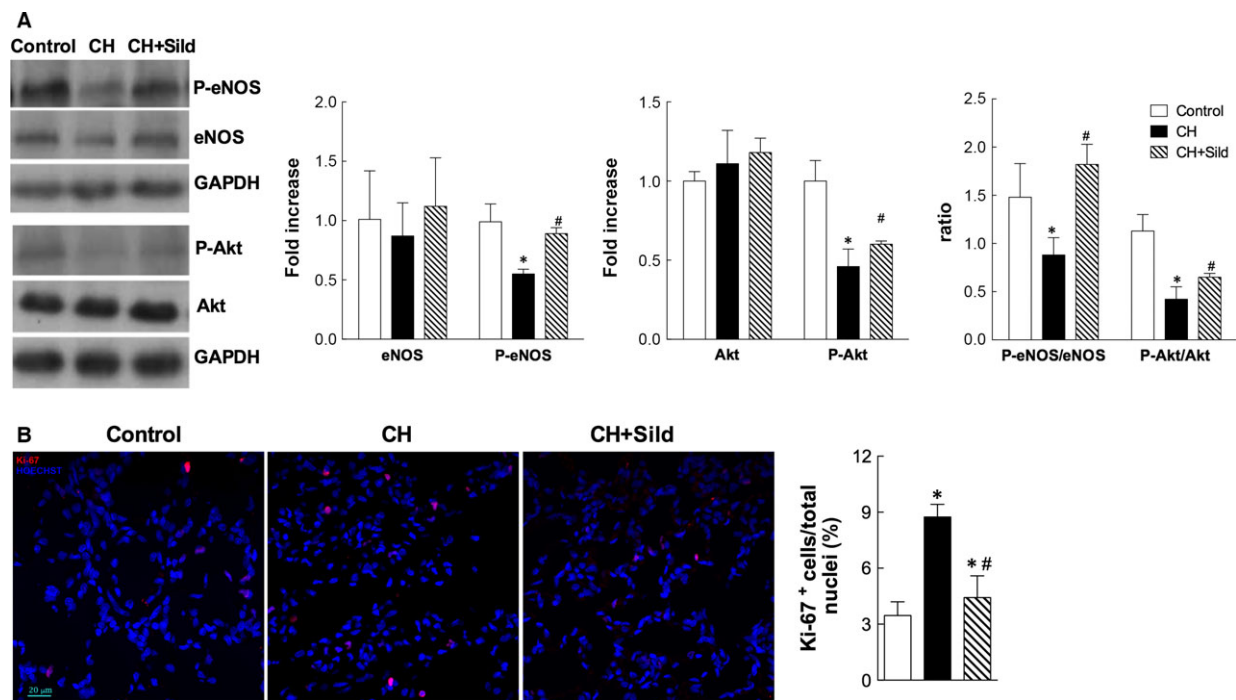 A
Control CH CH+Sild
P-eNOS
eNOS
GAPDH
P-Akt
Akt
GAPDH
Fold increase
2.0
1.5
1.0
0.5
0.0
*
#
eNOS P-eNOS
Fold increase
1.5
1.0
0.5
0.0
*
#
Akt P-Akt
ratio
2.5
2.0
1.5
1.0
0.5
0.0
*
#
*
#
P-eNOS/eNOS P-Akt/Akt
Control
CH
CH+Sild
B
Control CH CH+Sild
Ki-67
HOECHST
20 µm
Ki-67 + cells/total
nuclei (%)
12
9
6
3
0
*
* #